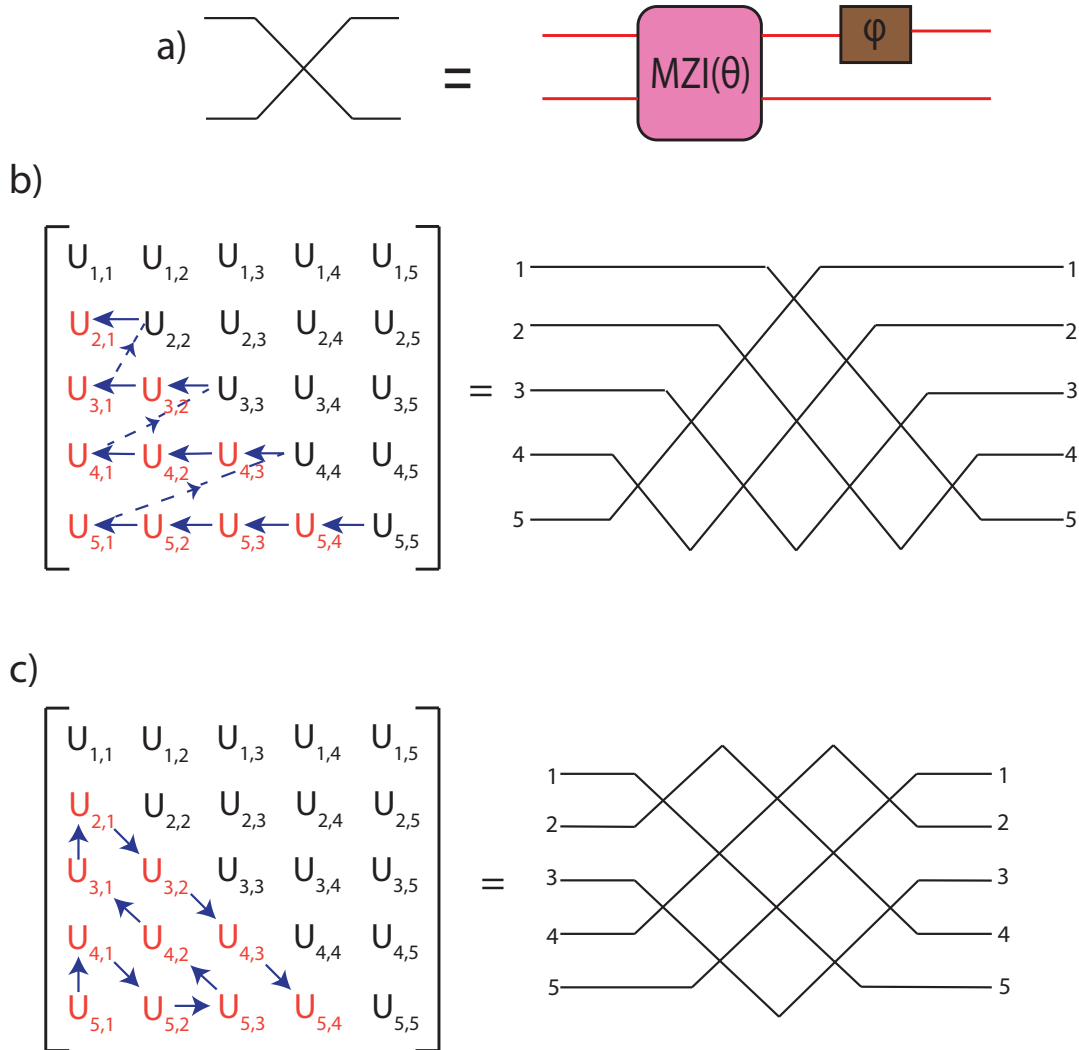 a)
=
MZI(θ)
φ
b)
U1,1 U1,2 U1,3 U1,4 U1,5
U2,1 U2,2 U2,3 U2,4 U2,5
U3,1 U3,2 U3,3 U3,4 U3,5
U4,1 U4,2 U4,3 U4,4 U4,5
U5,1 U5,2 U5,3 U5,4 U5,5
=
1 1
2 2
3 3
4 4
5 5
c)
U1,1 U1,2 U1,3 U1,4 U1,5
U2,1 U2,2 U2,3 U2,4 U2,5
U3,1 U3,2 U3,3 U3,4 U3,5
U4,1 U4,2 U4,3 U4,4 U4,5
U5,1 U5,2 U5,3 U5,4 U5,5
=
1 1
2 2
3 3
4 4
5 5